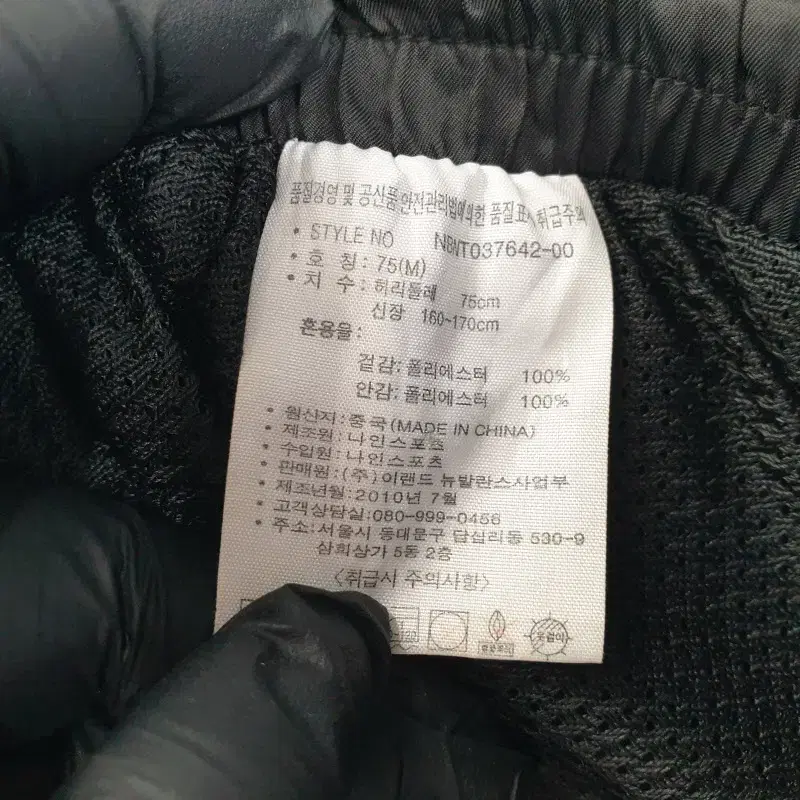 품질경영 및 공산품 안전관리법에의한 품질표시 취급주의
• STYLE NO NBNT037642-00
• 호 칭 : 75(M)
• 치 수 : 허리둘레 75cm
신장 160-170cm
혼용율 :
겉감: 폴리에스터 100%
안감: 폴리에스터 100%
• 원산지: 중국(MADE IN CHINA)
• 제조원: 나인스포츠
• 수입원: 나인스포츠
• 판매원: (주)이랜드 뉴발란스사업부
• 제조년월: 2010년 7월
• 고객상담실: 080-999-0456
• 주소: 서울시 동대문구 답십리동 530-9
삼희상가 5동 2층
<취급시 주의사항>